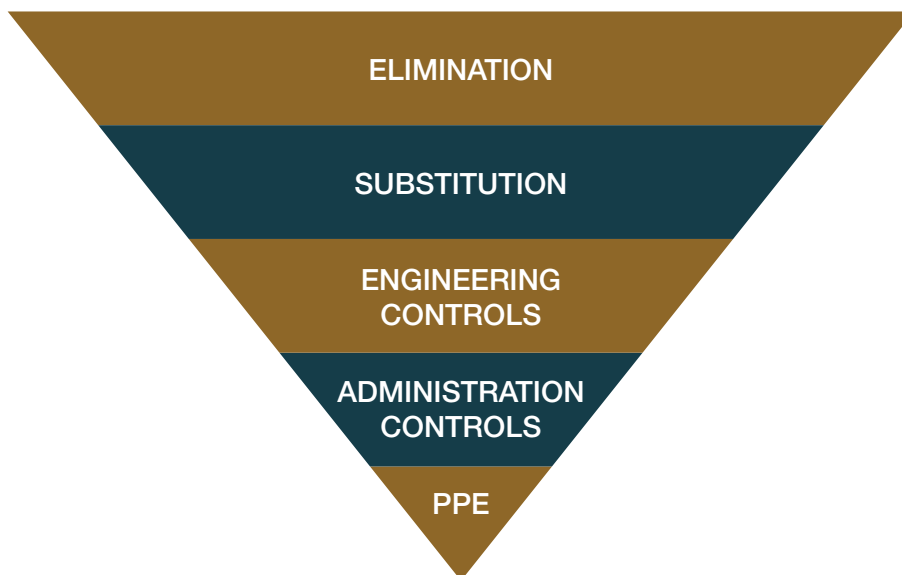 ELIMINATION
SUBSTITUTION
ENGINEERING
CONTROLS
ADMINISTRATION
CONTROLS
PPE